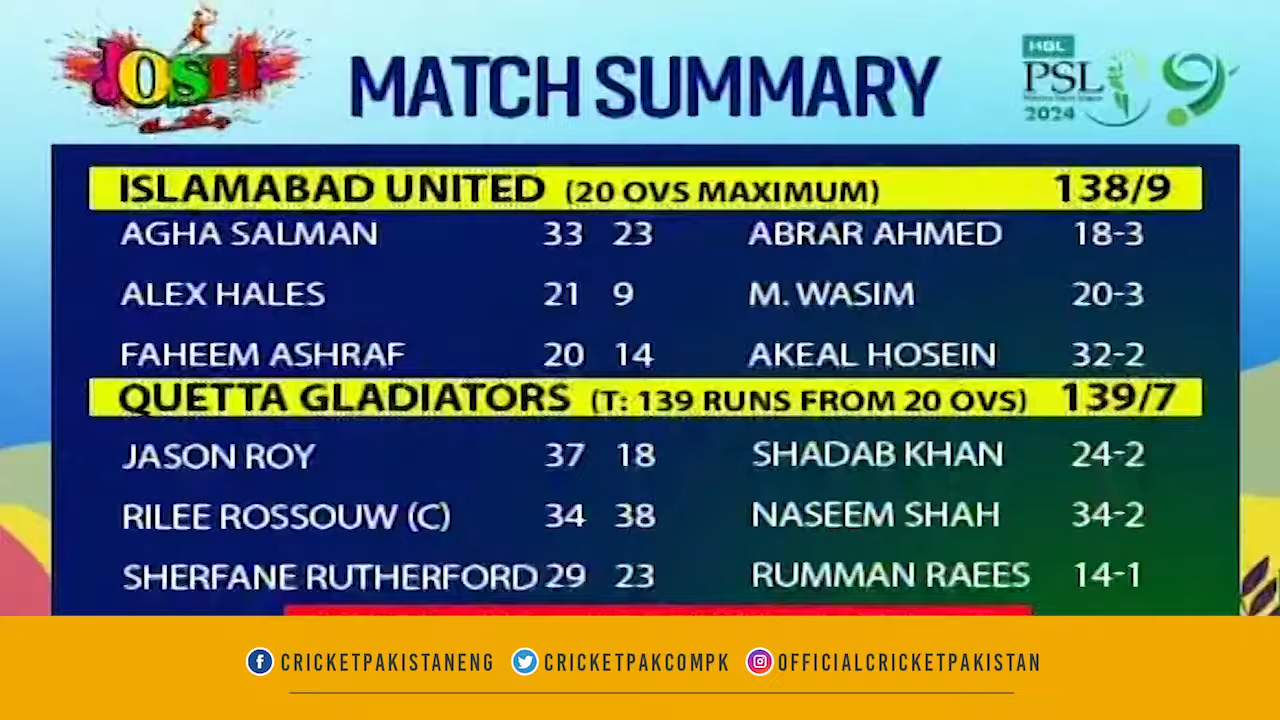 JOSH
MATCH SUMMARY
HBL
PSL
2024
9
ISLAMABAD UNITED (20 OVS MAXIMUM) 138/9
AGHA SALMAN 33 23 ABRAR AHMED 18-3
ALEX HALES 21 9 M. WASIM 20-3
FAHEEM ASHRAF 20 14 AKEAL HOSEIN 32-2
QUETTA GLADIATORS (T: 139 RUNS FROM 20 OVS) 139/7
JASON ROY 37 18 SHADAB KHAN 24-2
RILEE ROSSOUW (C) 34 38 NASEEM SHAH 34-2
SHERFANE RUTHERFORD 29 23 RUMMAN RAEES 14-1
CRICKETPAKISTANENG CRICKETPAKCOMPK OFFICIALCRICKETPAKISTAN